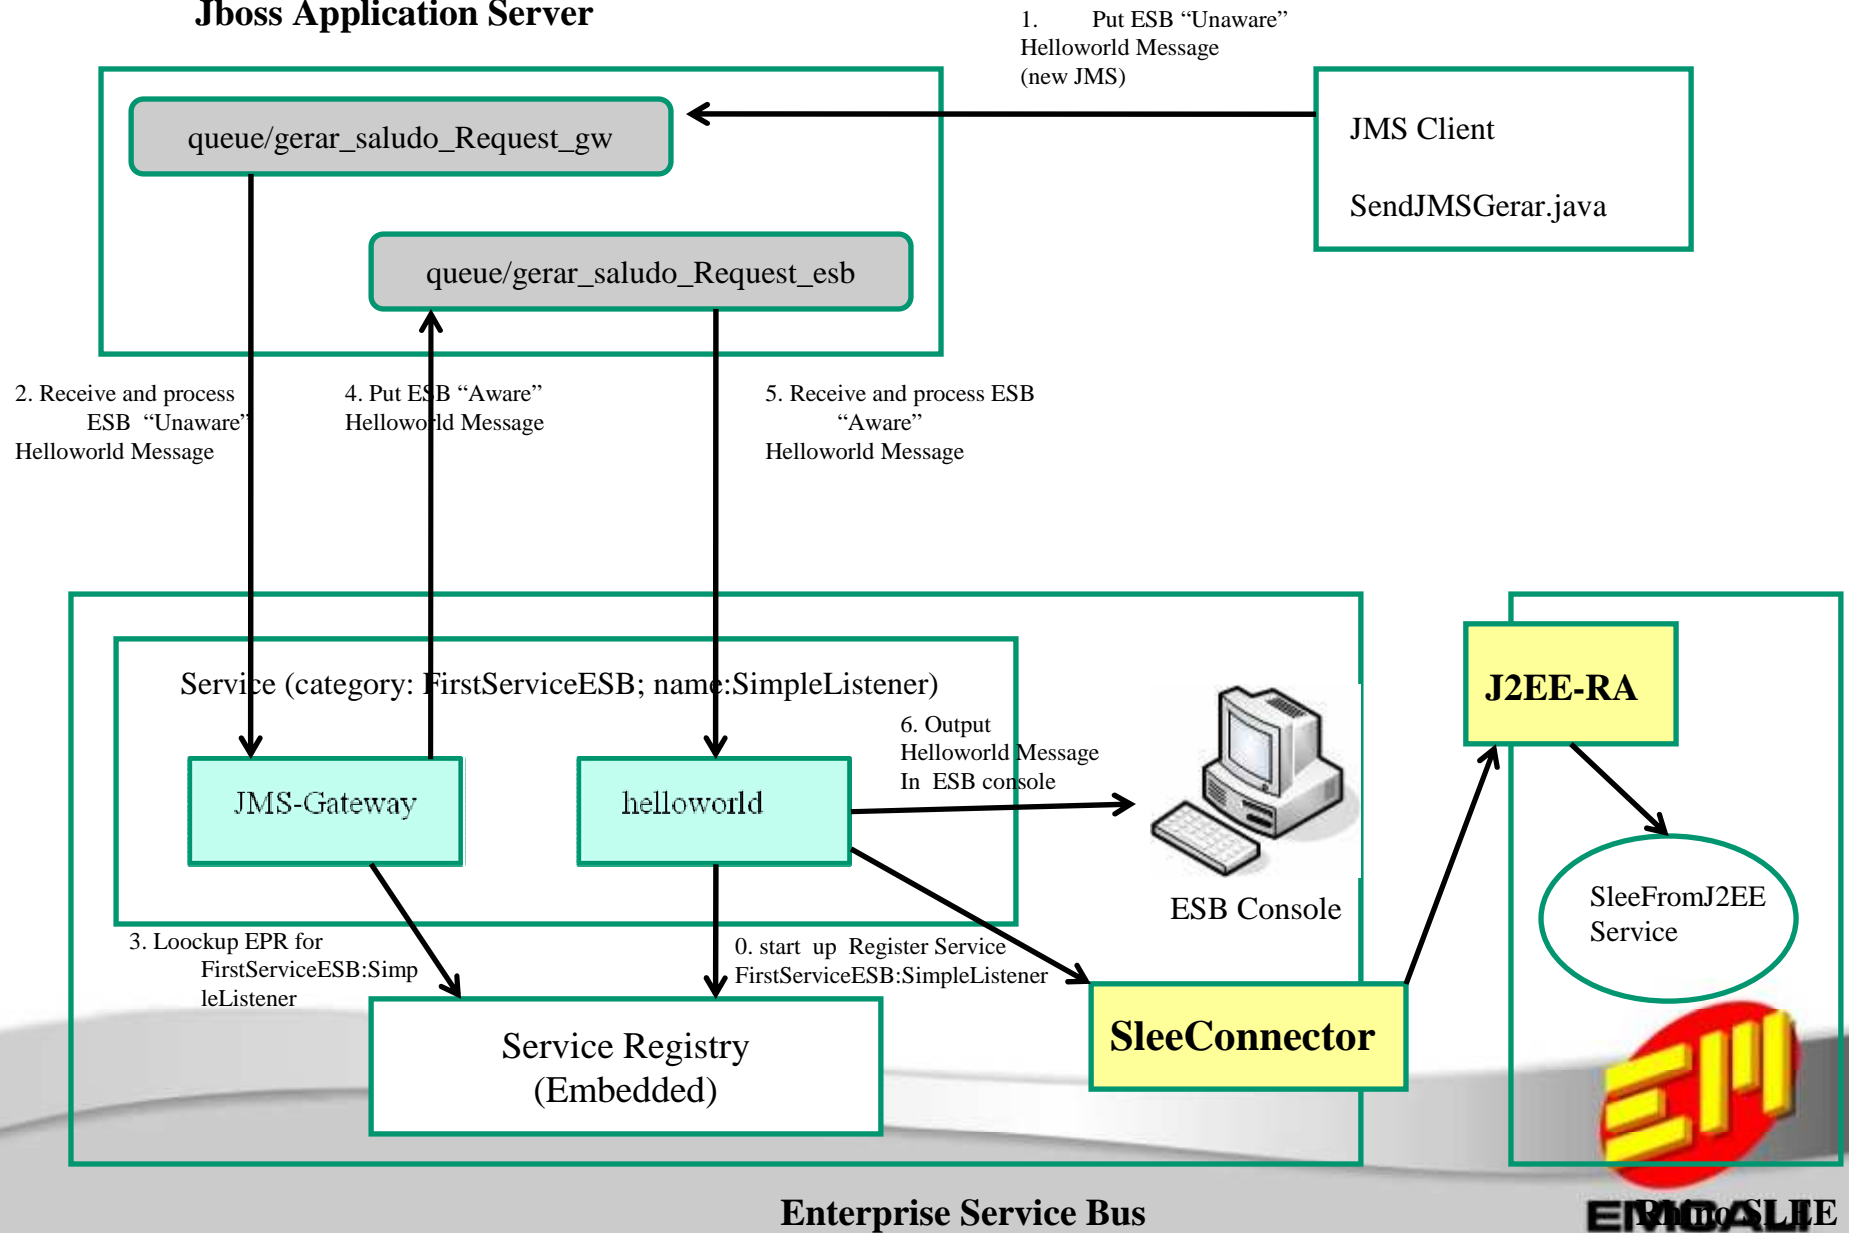 Jboss Application Server
1. Put ESB “Unaware”
Helloworld Message
(new JMS)
queue/gerar_saludo_Request_gw
JMS Client
SendJMSGerar.java
queue/gerar_saludo_Request_esb
2. Receive and process
ESB “Unaware”
Helloworld Message
4. Put ESB “Aware”
Helloworld Message
5. Receive and process ESB
“Aware”
Helloworld Message
Service (category: FirstServiceESB; name:SimpleListener)
J2EE-RA
6. Output
Helloworld Message
In ESB console
JMS-Gateway
helloworld
ESB Console
SleeFromJ2EE
Service
3. Loockup EPR for
FirstServiceESB:Simp
leListener
0. start up Register Service
FirstServiceESB:SimpleListener
Service Registry
(Embedded)
SleeConnector
EM
Enterprise Service Bus
EMCALI
Rhino SLEE